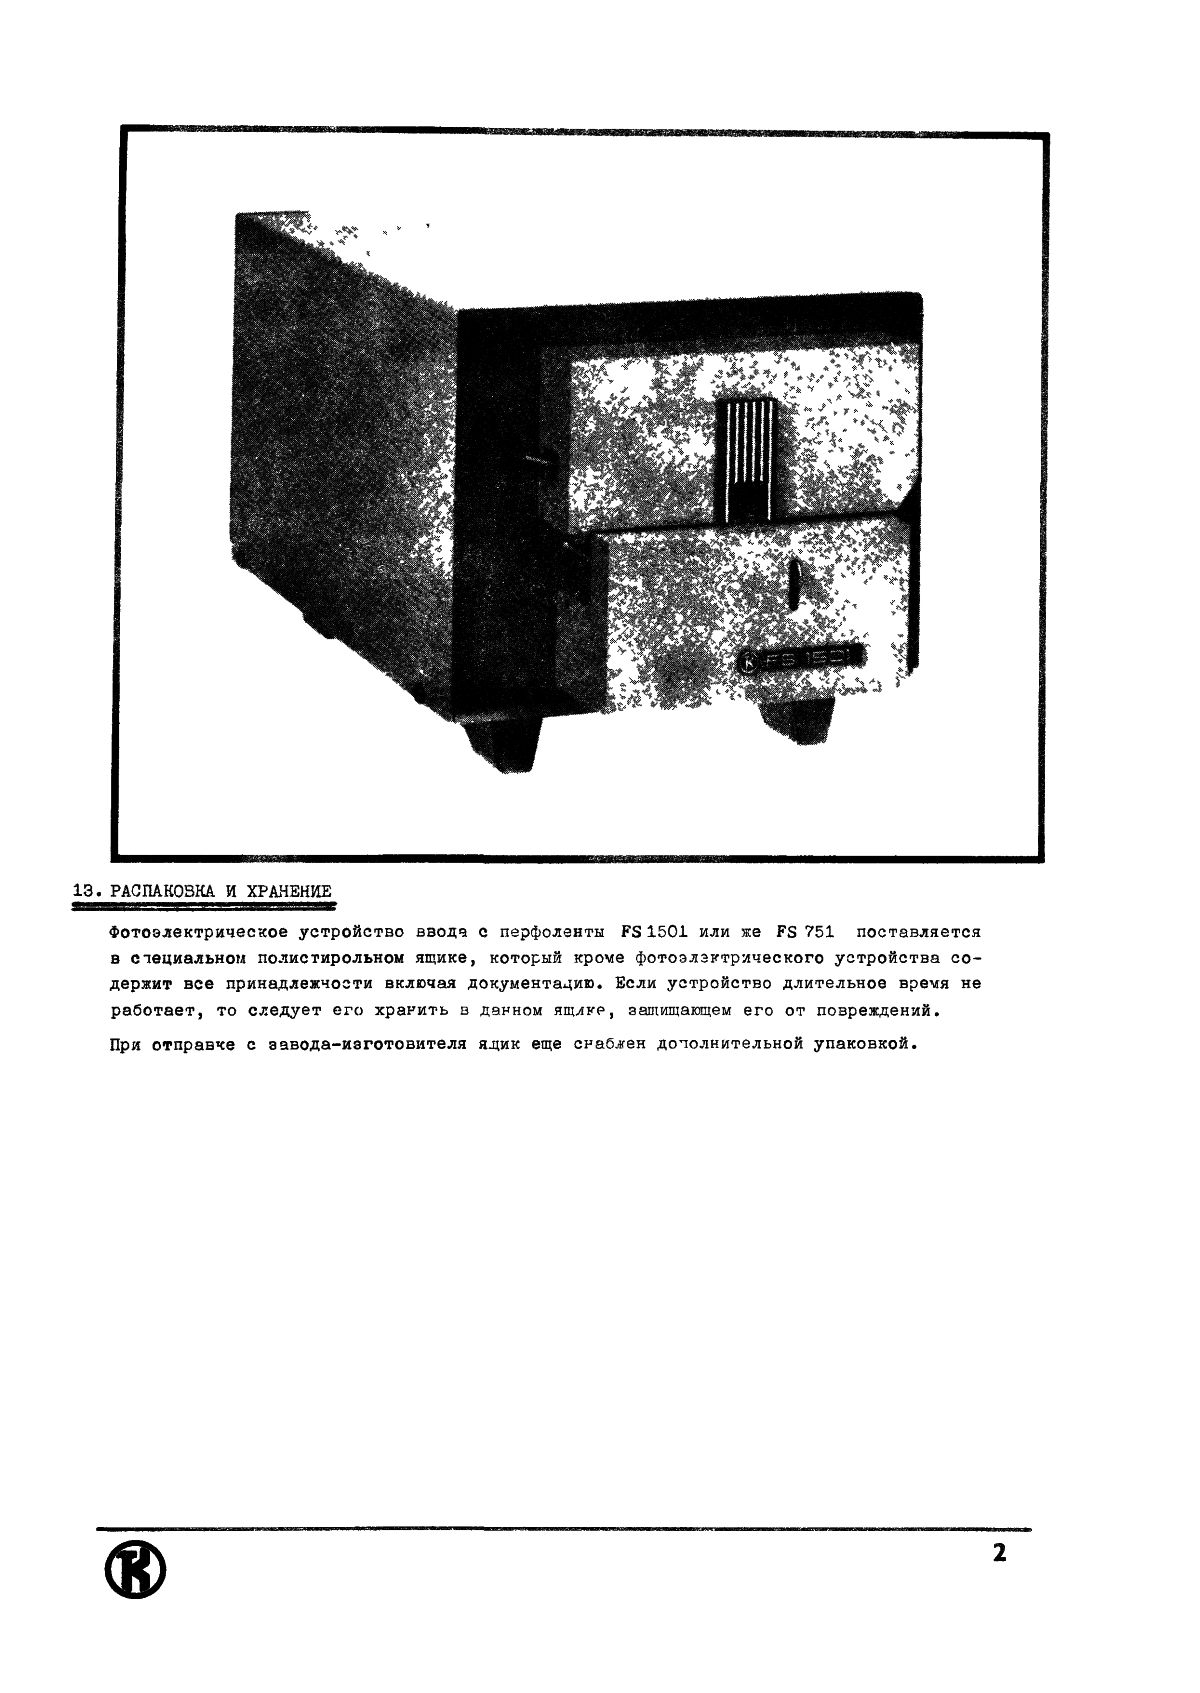 FS 1501
13. РАСПАКОВКА И ХРАНЕНИЕ
Фотоэлектрическое устройство ввода с перфоленты FS 1501 или же FS 751 поставляется
в специальном полистирольном ящике, который кроме фотоэлектрического устройства со-
держит все принадлежности включая документацию. Если устройство длительное время не
работает, то следует его хранить в данном ящике, защищающем его от повреждений.
При отправке с завода-изготовителя ящик еще снабжен дополнительной упаковкой.
2